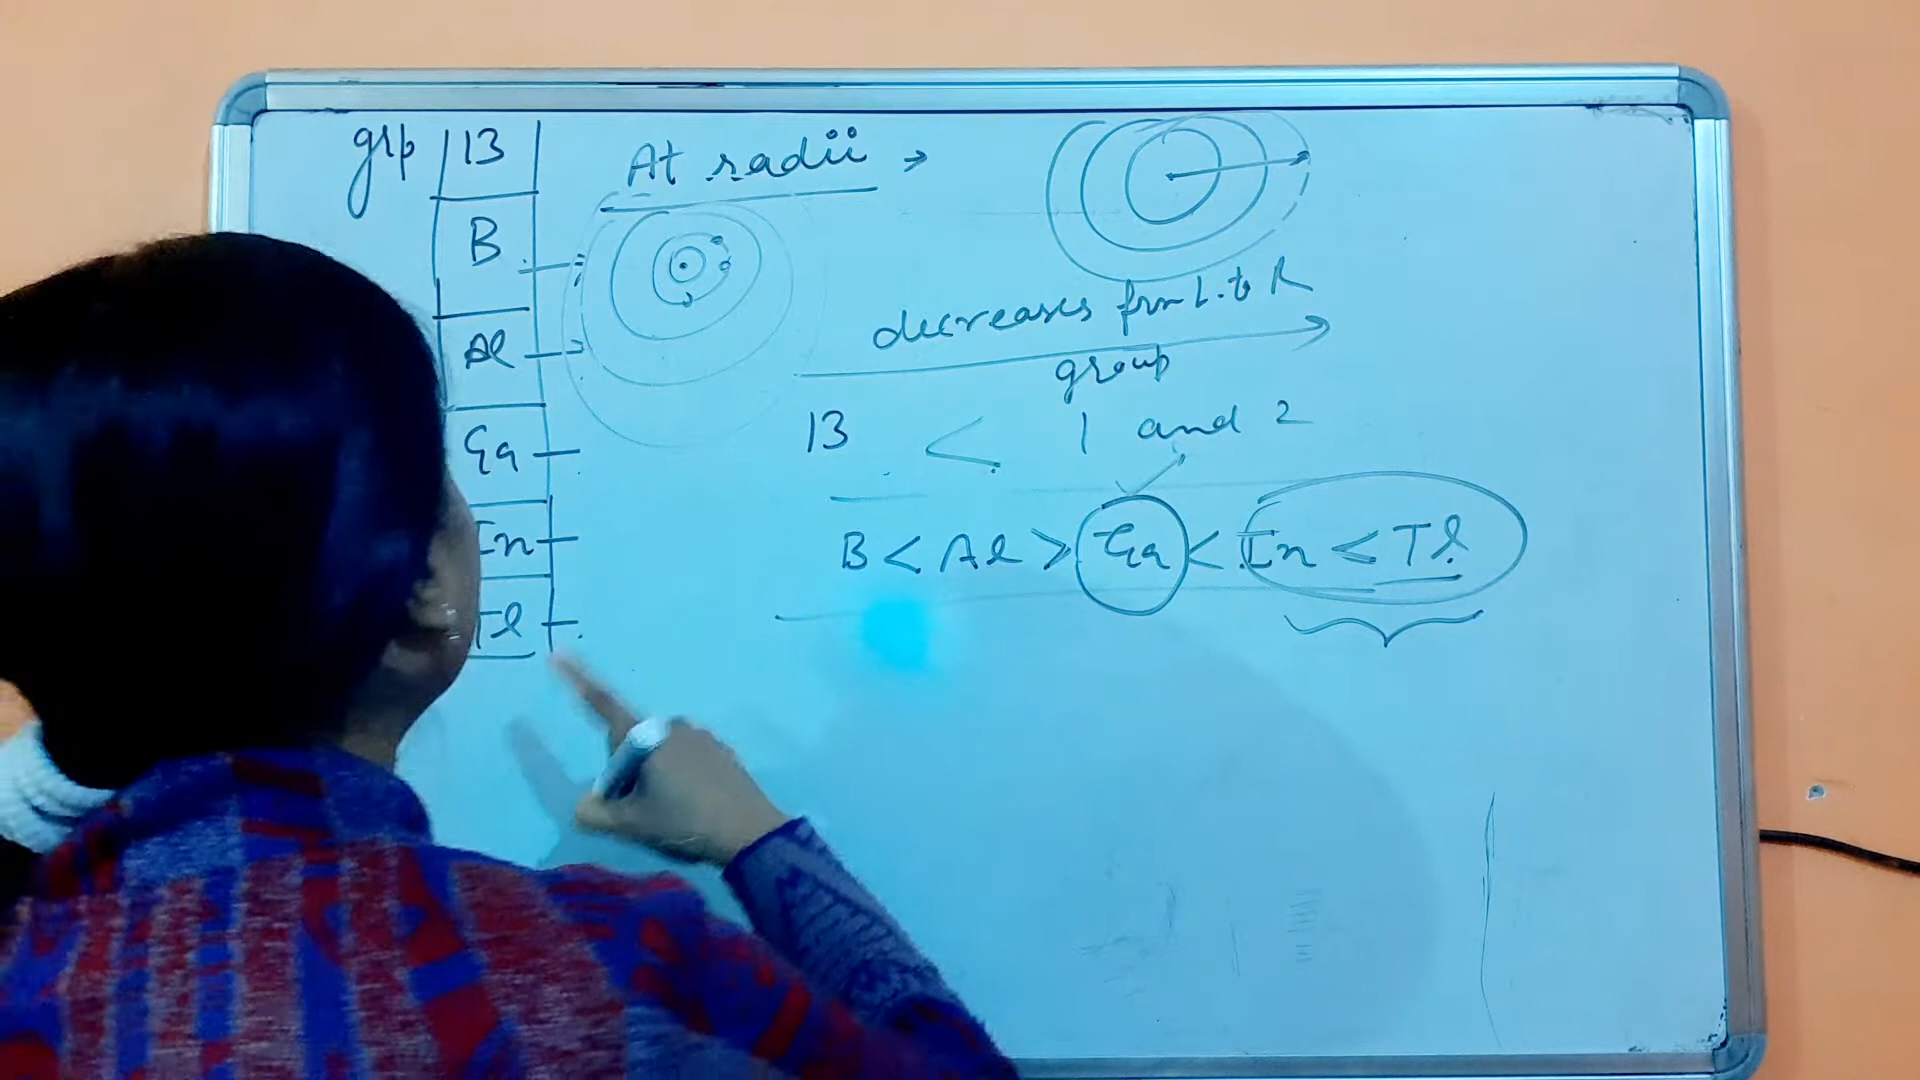 grp 13
B
Al
Ga
In
Tl
At radii →
decreases from L. to R
group
13 < 1 and 2
B < Al > Ga < In < Tl